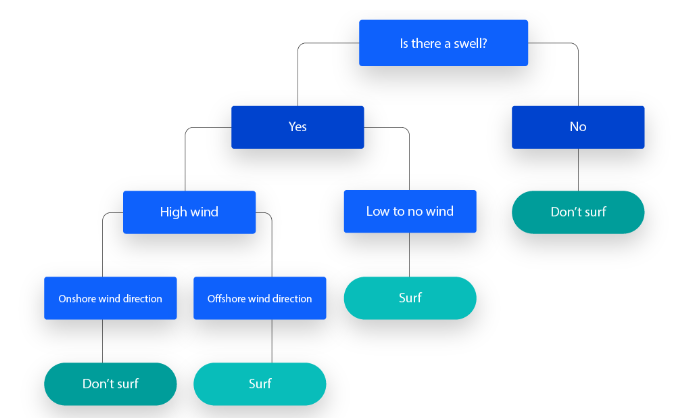 Is there a swell?
Yes
No
High wind
Low to no wind
Don't surf
Onshore wind direction
Offshore wind direction
Surf
Don't surf
Surf